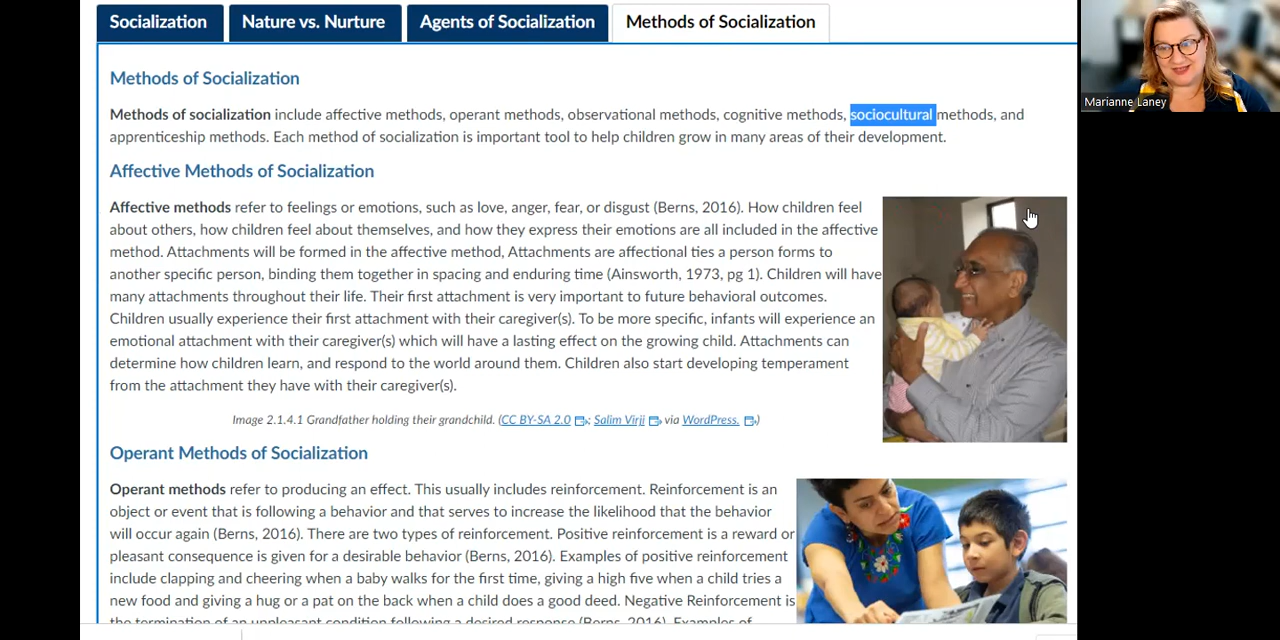 Socialization
Nature vs. Nurture
Agents of Socialization
Methods of Socialization
Marianne Laney
Methods of Socialization
Methods of socialization include affective methods, operant methods, observational methods, cognitive methods, sociocultural methods, and
apprenticeship methods. Each method of socialization is important tool to help children grow in many areas of their development.
Affective Methods of Socialization
Affective methods refer to feelings or emotions, such as love, anger, fear, or disgust (Berns, 2016). How children feel
about others, how children feel about themselves, and how they express their emotions are all included in the affective
method. Attachments will be formed in the affective method, Attachments are affectional ties a person forms to
another specific person, binding them together in spacing and enduring time (Ainsworth, 1973, pg 1). Children will have
many attachments throughout their life. Their first attachment is very important to future behavioral outcomes.
Children usually experience their first attachment with their caregiver(s). To be more specific, infants will experience an
emotional attachment with their caregiver(s) which will have a lasting effect on the growing child. Attachments can
determine how children learn, and respond to the world around them. Children also start developing temperament
from the attachment they have with their caregiver(s).
Image 2.1.4.1 Grandfather holding their grandchild. (CC BY-SA 2.0 ; Salim Virji , via WordPress. )
Operant Methods of Socialization
Operant methods refer to producing an effect. This usually includes reinforcement. Reinforcement is an
object or event that is following a behavior and that serves to increase the likelihood that the behavior
will occur again (Berns, 2016). There are two types of reinforcement. Positive reinforcement is a reward or
pleasant consequence is given for a desirable behavior (Berns, 2016). Examples of positive reinforcement
include clapping and cheering when a baby walks for the first time, giving a high five when a child tries a
new food and giving a hug or a pat on the back when a child does a good deed. Negative Reinforcement is
the termination of an unpleasant condition following a desired response (Berns, 2016). Examples of